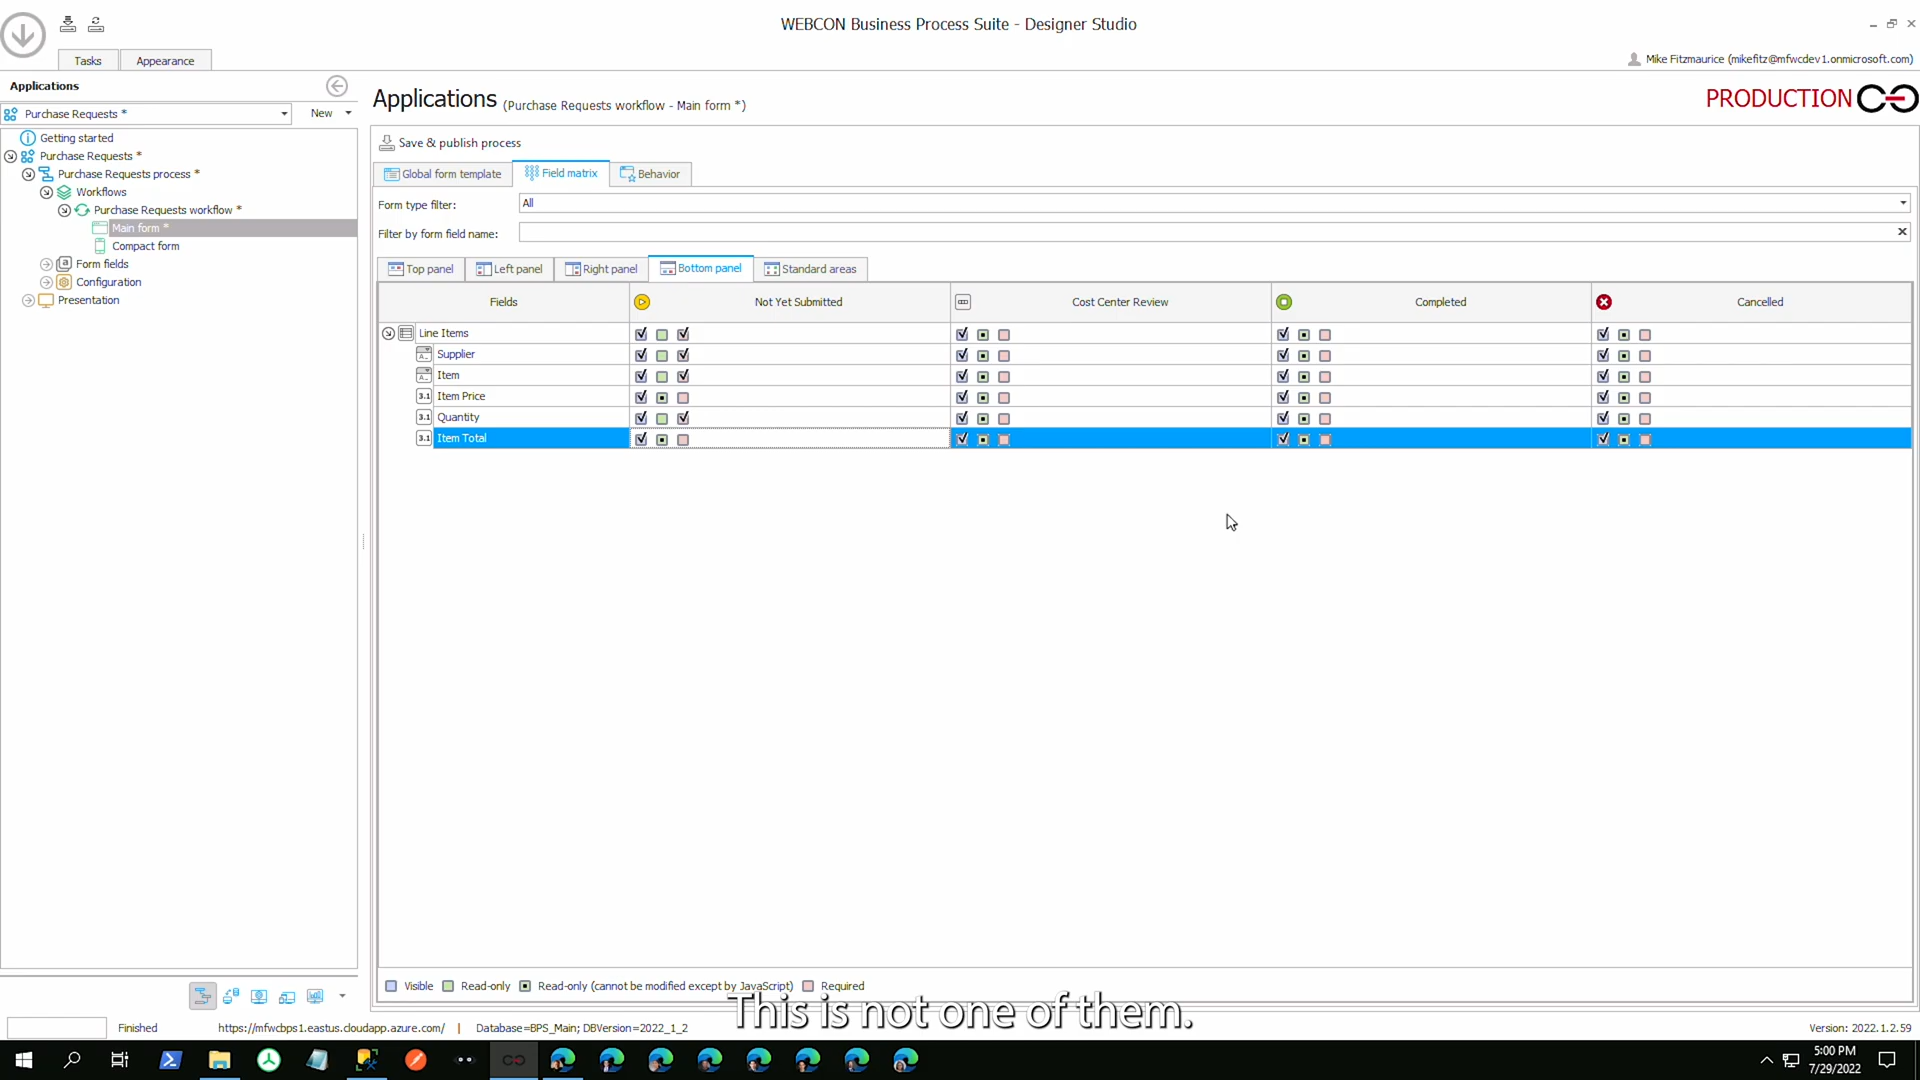 WEBCON Business Process Suite - Designer Studio
Tasks
Appearance
Mike Fitzmaurice (mikefitz@mfwcdev1.onmicrosoft.com)
Applications
Purchase Requests *
New
Getting started
Purchase Requests *
Purchase Requests process *
Workflows
Purchase Requests workflow *
Main form *
Compact form
Form fields
Configuration
Presentation
Applications (Purchase Requests workflow - Main form *)
PRODUCTION
Save & publish process
Global form template
Field matrix
Behavior
Form type filter:
All
Filter by form field name:
Top panel
Left panel
Right panel
Bottom panel
Standard areas
Fields
Not Yet Submitted
Cost Center Review
Completed
Cancelled
Line Items
Supplier
Item
3.1 Item Price
3.1 Quantity
3.1 Item Total
Visible
Read-only
Read-only (cannot be modified except by JavaScript)
Required
This is not one of them.
Finished
https://mfwcbps1.eastus.cloudapp.azure.com/ | Database=BPS_Main; DBVersion=2022_1_2
Version: 2022.1.2.59
5:00 PM
7/29/2022